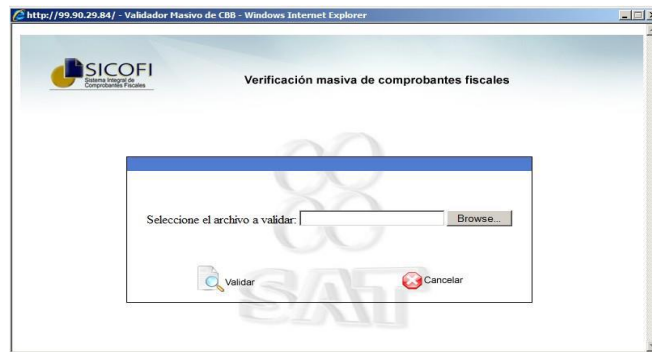 http://99.90.29.84/ - Validador Masivo de CBB - Windows Internet Explorer
SICOFI
Sistema Integral de
Comprobantes Fiscales
Verificación masiva de comprobantes fiscales
Seleccione el archivo a validar:
Browse...
Validar
Cancelar
SAT